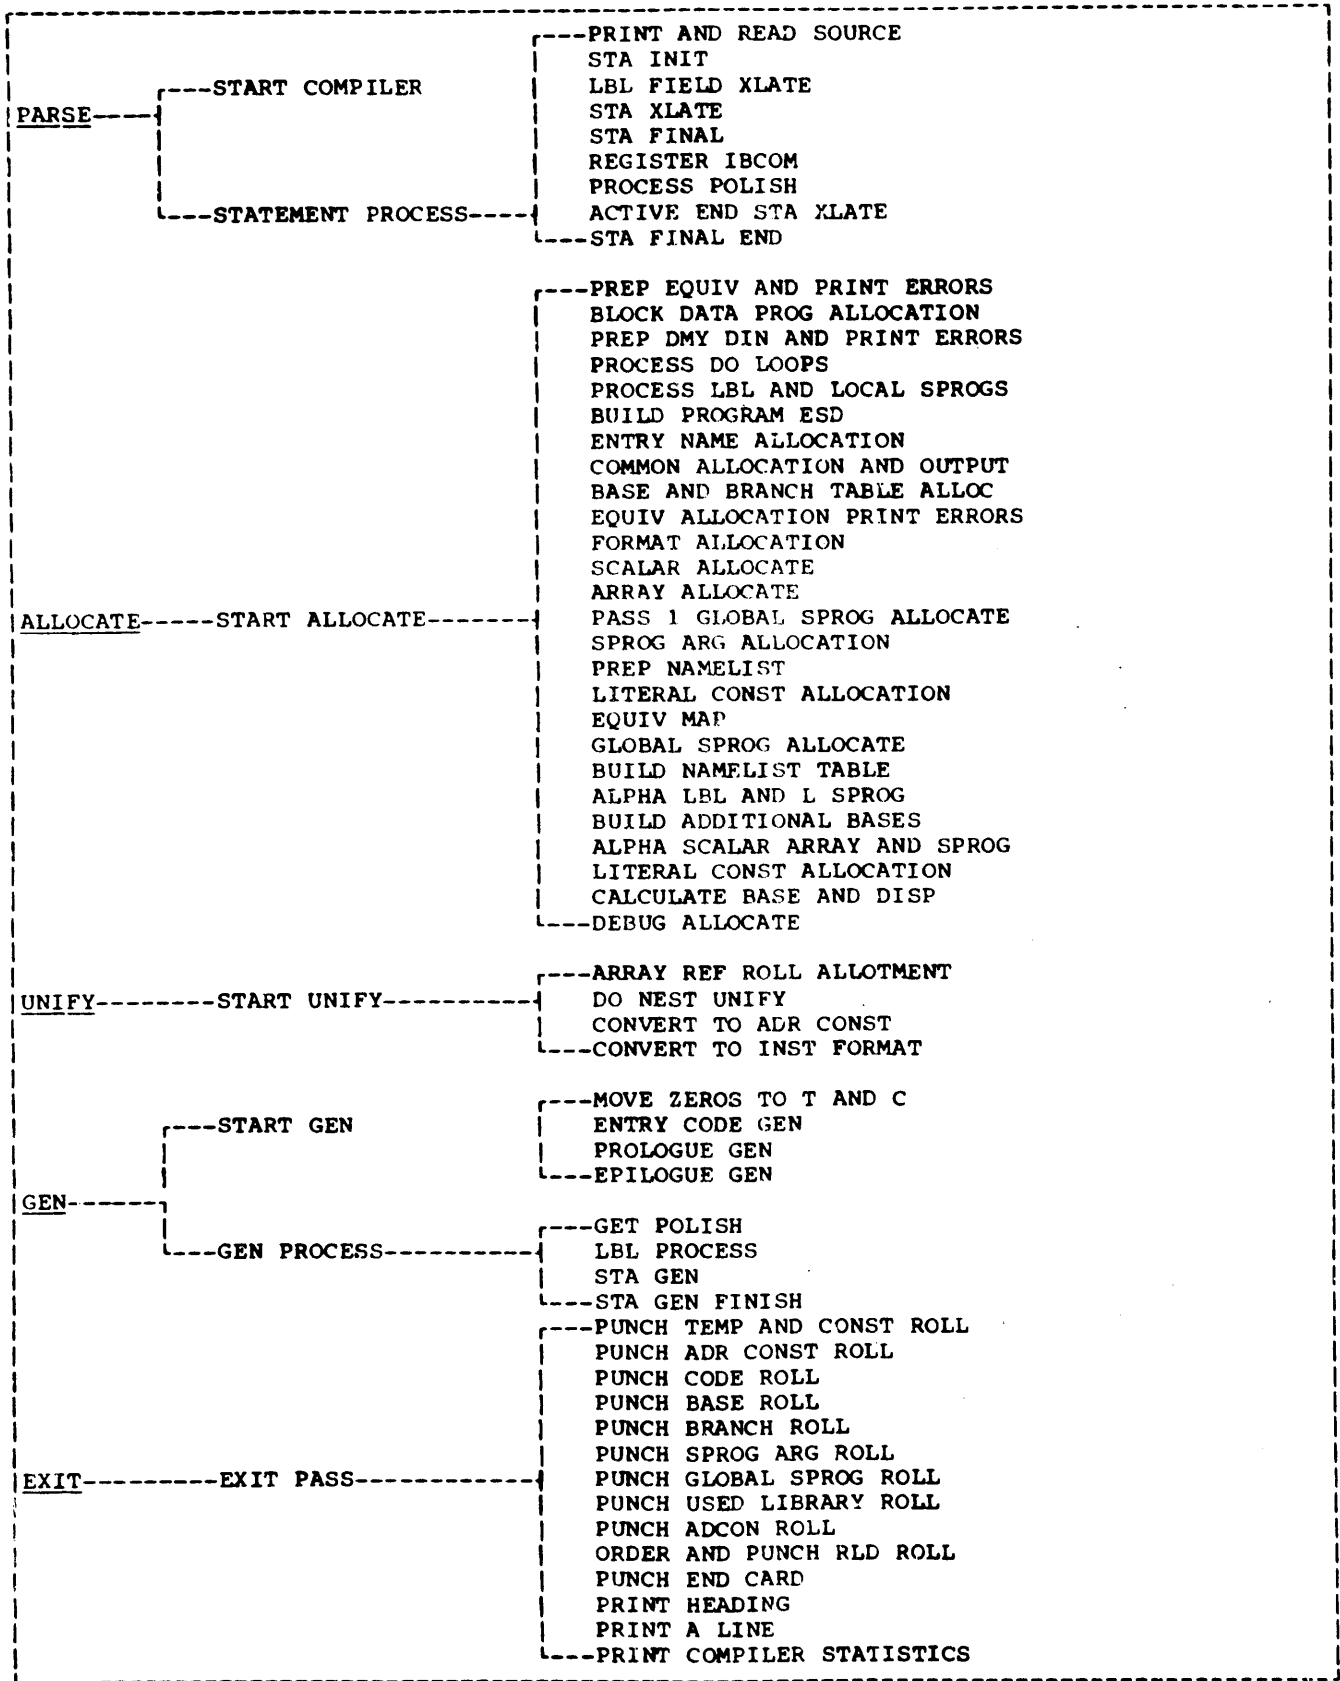 PRINT AND READ SOURCE
STA INIT
START COMPILER LBL FIELD XLATE
PARSE STA XLATE
STA FINAL
REGISTER IBCOM
PROCESS POLISH
STATEMENT PROCESS ACTIVE END STA XLATE
STA FINAL END
PREP EQUIV AND PRINT ERRORS
BLOCK DATA PROG ALLOCATION
PREP DMY DIN AND PRINT ERRORS
PROCESS DO LOOPS
PROCESS LBL AND LOCAL SPROGS
BUILD PROGRAM ESD
ENTRY NAME ALLOCATION
COMMON ALLOCATION AND OUTPUT
BASE AND BRANCH TABLE ALLOC
EQUIV ALLOCATION PRINT ERRORS
FORMAT ALLOCATION
SCALAR ALLOCATE
ARRAY ALLOCATE
ALLOCATE START ALLOCATE PASS 1 GLOBAL SPROG ALLOCATE
SPROG ARG ALLOCATION
PREP NAMELIST
LITERAL CONST ALLOCATION
EQUIV MAP
GLOBAL SPROG ALLOCATE
BUILD NAMELIST TABLE
ALPHA LBL AND L SPROG
BUILD ADDITIONAL BASES
ALPHA SCALAR ARRAY AND SPROG
LITERAL CONST ALLOCATION
CALCULATE BASE AND DISP
DEBUG ALLOCATE
ARRAY REF ROLL ALLOTMENT
UNIFY START UNIFY DO NEST UNIFY
CONVERT TO ADR CONST
CONVERT TO INST FORMAT
MOVE ZEROS TO T AND C
START GEN ENTRY CODE GEN
PROLOGUE GEN
EPILOGUE GEN
GEN
GET POLISH
GEN PROCESS LBL PROCESS
STA GEN
STA GEN FINISH
PUNCH TEMP AND CONST ROLL
PUNCH ADR CONST ROLL
PUNCH CODE ROLL
PUNCH BASE ROLL
PUNCH BRANCH ROLL
PUNCH SPROG ARG ROLL
EXIT EXIT PASS PUNCH GLOBAL SPROG ROLL
PUNCH USED LIBRARY ROLL
PUNCH ADCON ROLL
ORDER AND PUNCH RLD ROLL
PUNCH END CARD
PRINT HEADING
PRINT A LINE
PRINT COMPILER STATISTICS